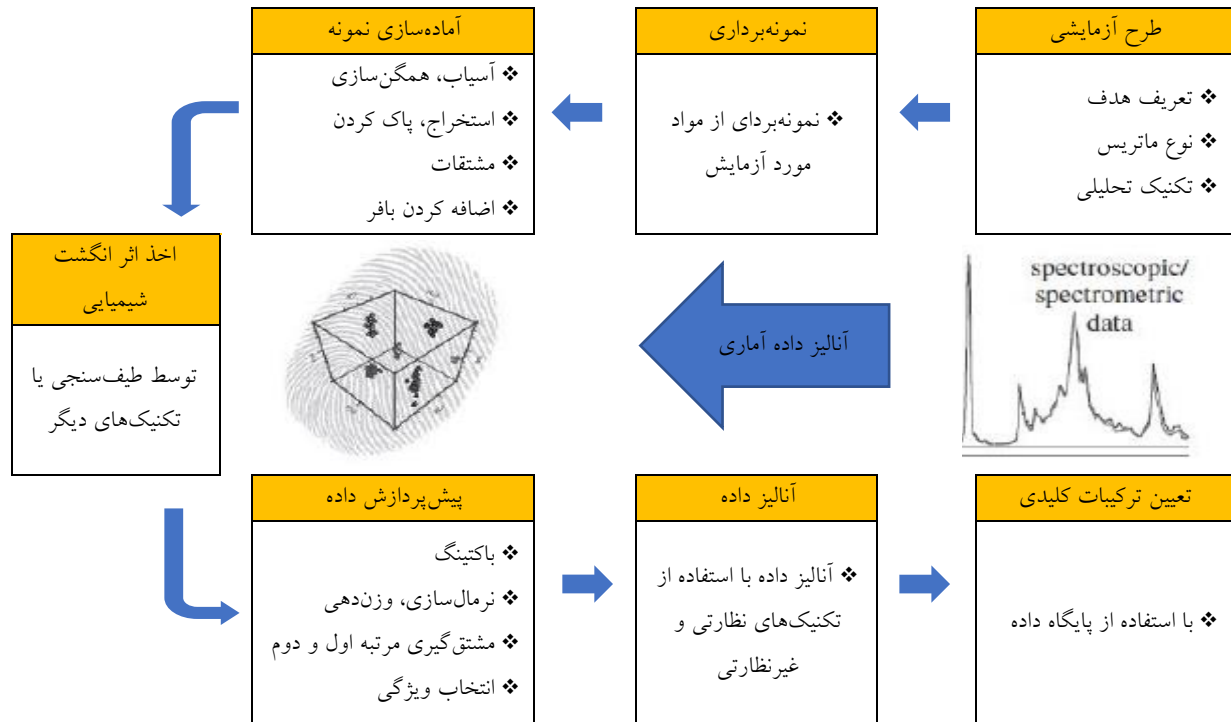 طرح آزمایشی
❖ تعریف هدف
❖ نوع ماتریس
❖ تکنیک تحلیلی
نمونه‌برداری
❖ نمونه‌بردای از مواد
مورد آزمایش
آماده‌سازی نمونه
❖ آسیاب، همگن‌سازی
❖ استخراج، پاک کردن
❖ مشتقات
❖ اضافه کردن بافر
اخذ اثر انگشت
شیمیایی
توسط طیف‌سنجی یا
تکنیک‌های دیگر
spectroscopic/
spectrometric
data
آنالیز داده آماری
پیش‌پردازش داده
❖ باکتینگ
❖ نرمال‌سازی، وزن‌دهی
❖ مشتق‌گیری مرتبه اول و دوم
❖ انتخاب ویژگی
آنالیز داده
❖ آنالیز داده با استفاده از
تکنیک‌های نظارتی و
غیرنظارتی
تعیین ترکیبات کلیدی
❖ با استفاده از پایگاه داده